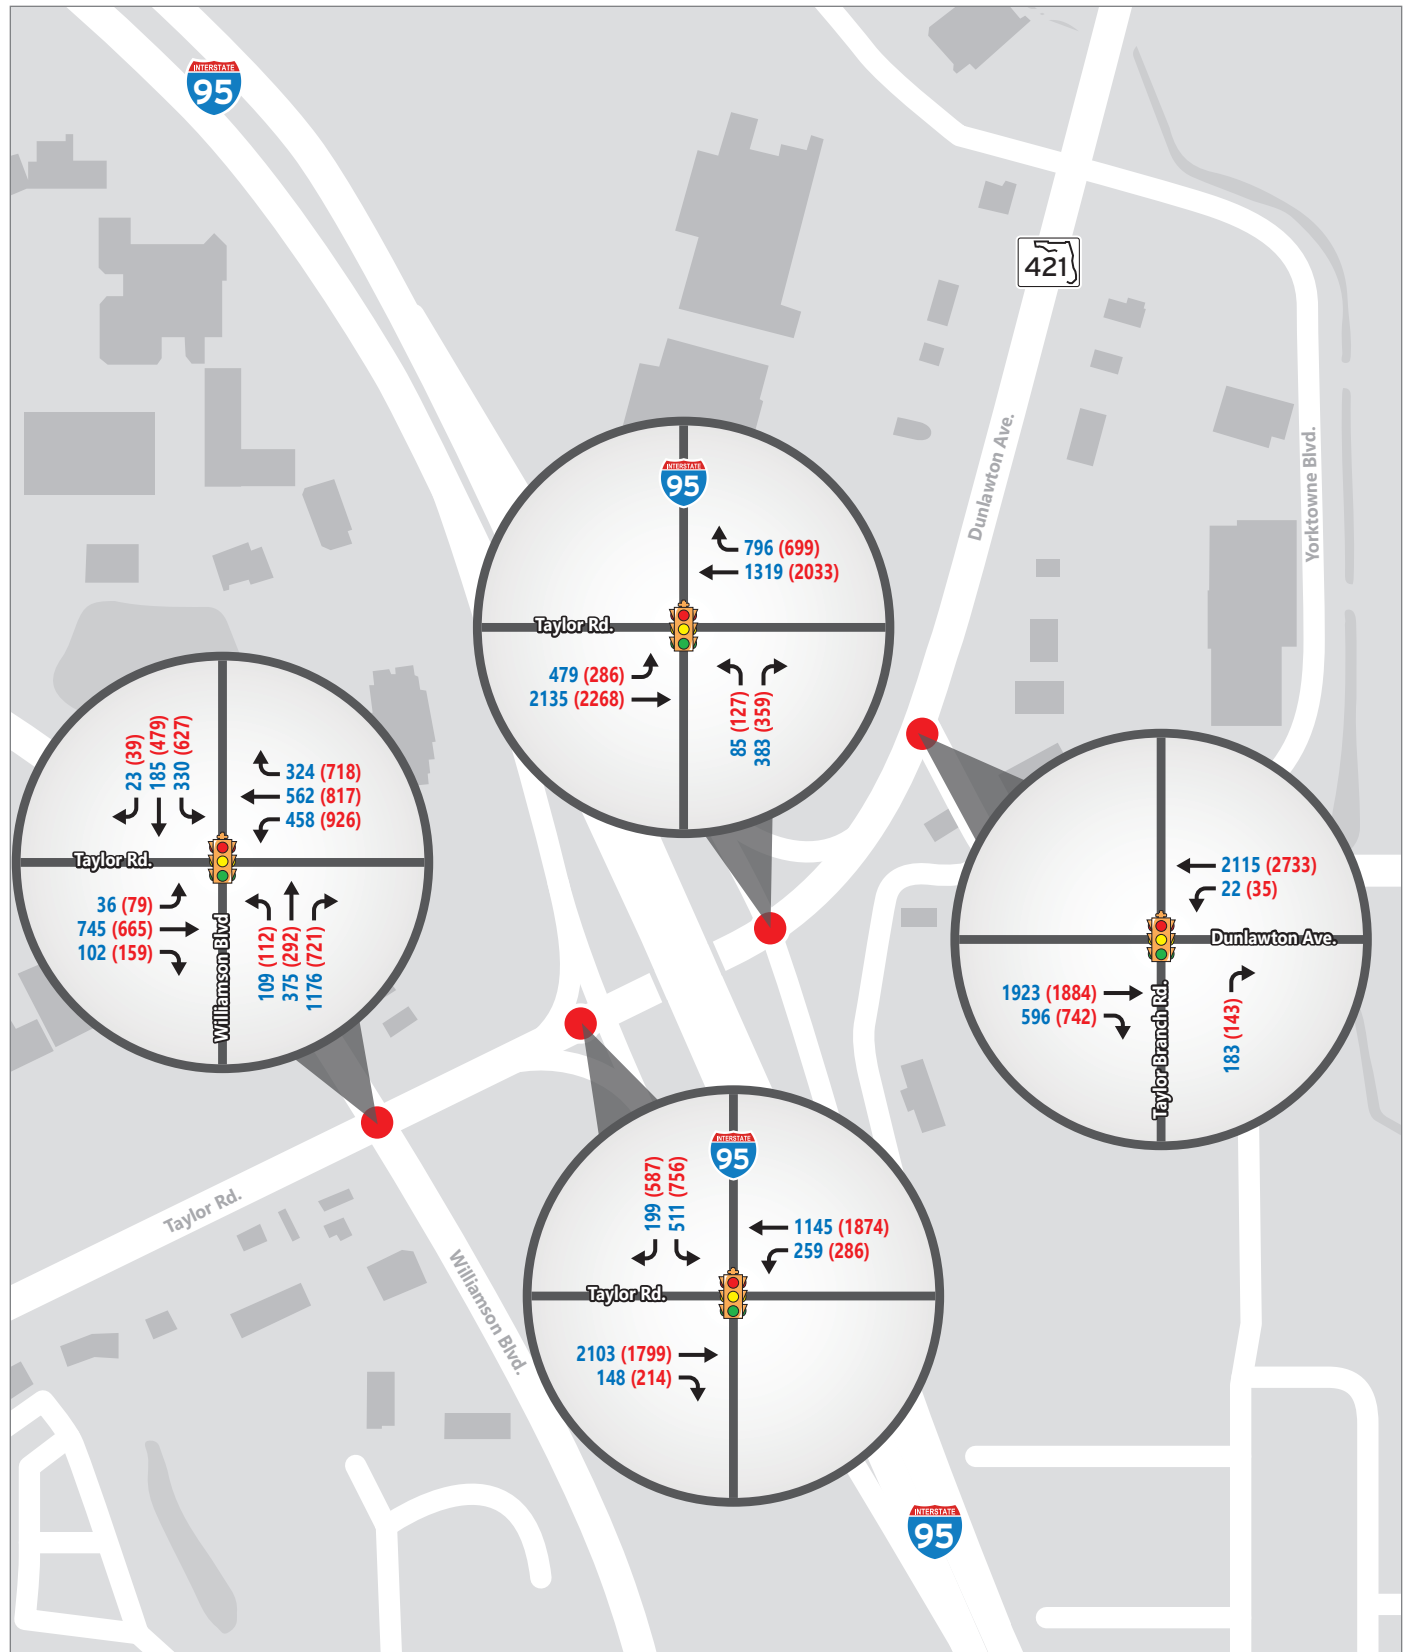 INTERSTATE
95
421
Dunlawton Ave.
Yorktowne Blvd.
INTERSTATE
95
796 (699)
1319 (2033)
Taylor Rd.
479 (286)
2135 (2268)
85 (127)
383 (359)
23 (39)
185 (479)
330 (627)
324 (718)
562 (817)
458 (926)
Taylor Rd.
36 (79)
745 (665)
102 (159)
Williamson Blvd
109 (112)
375 (292)
1176 (721)
2115 (2733)
22 (35)
Dunlawton Ave.
1923 (1884)
596 (742)
Taylor Branch Rd.
183 (143)
INTERSTATE
95
199 (587)
511 (756)
1145 (1874)
259 (286)
Taylor Rd.
2103 (1799)
148 (214)
Taylor Rd.
Williamson Blvd.
INTERSTATE
95